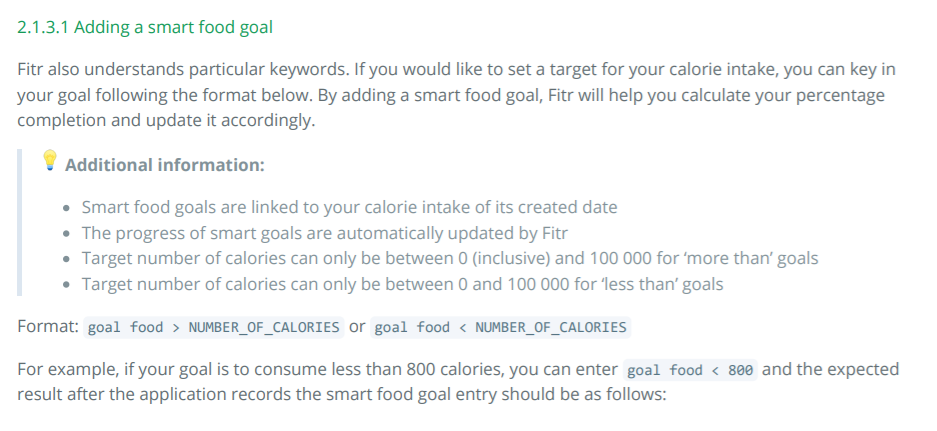 2.1.3.1 Adding a smart food goal
Fitr also understands particular keywords. If you would like to set a target for your calorie intake, you can key in
your goal following the format below. By adding a smart food goal, Fitr will help you calculate your percentage
completion and update it accordingly.
Additional information:
• Smart food goals are linked to your calorie intake of its created date
• The progress of smart goals are automatically updated by Fitr
• Target number of calories can only be between 0 (inclusive) and 100 000 for ‘more than’ goals
• Target number of calories can only be between 0 and 100 000 for ‘less than’ goals
Format: goal food > NUMBER_OF_CALORIES or goal food < NUMBER_OF_CALORIES
For example, if your goal is to consume less than 800 calories, you can enter goal food < 800 and the expected
result after the application records the smart food goal entry should be as follows: